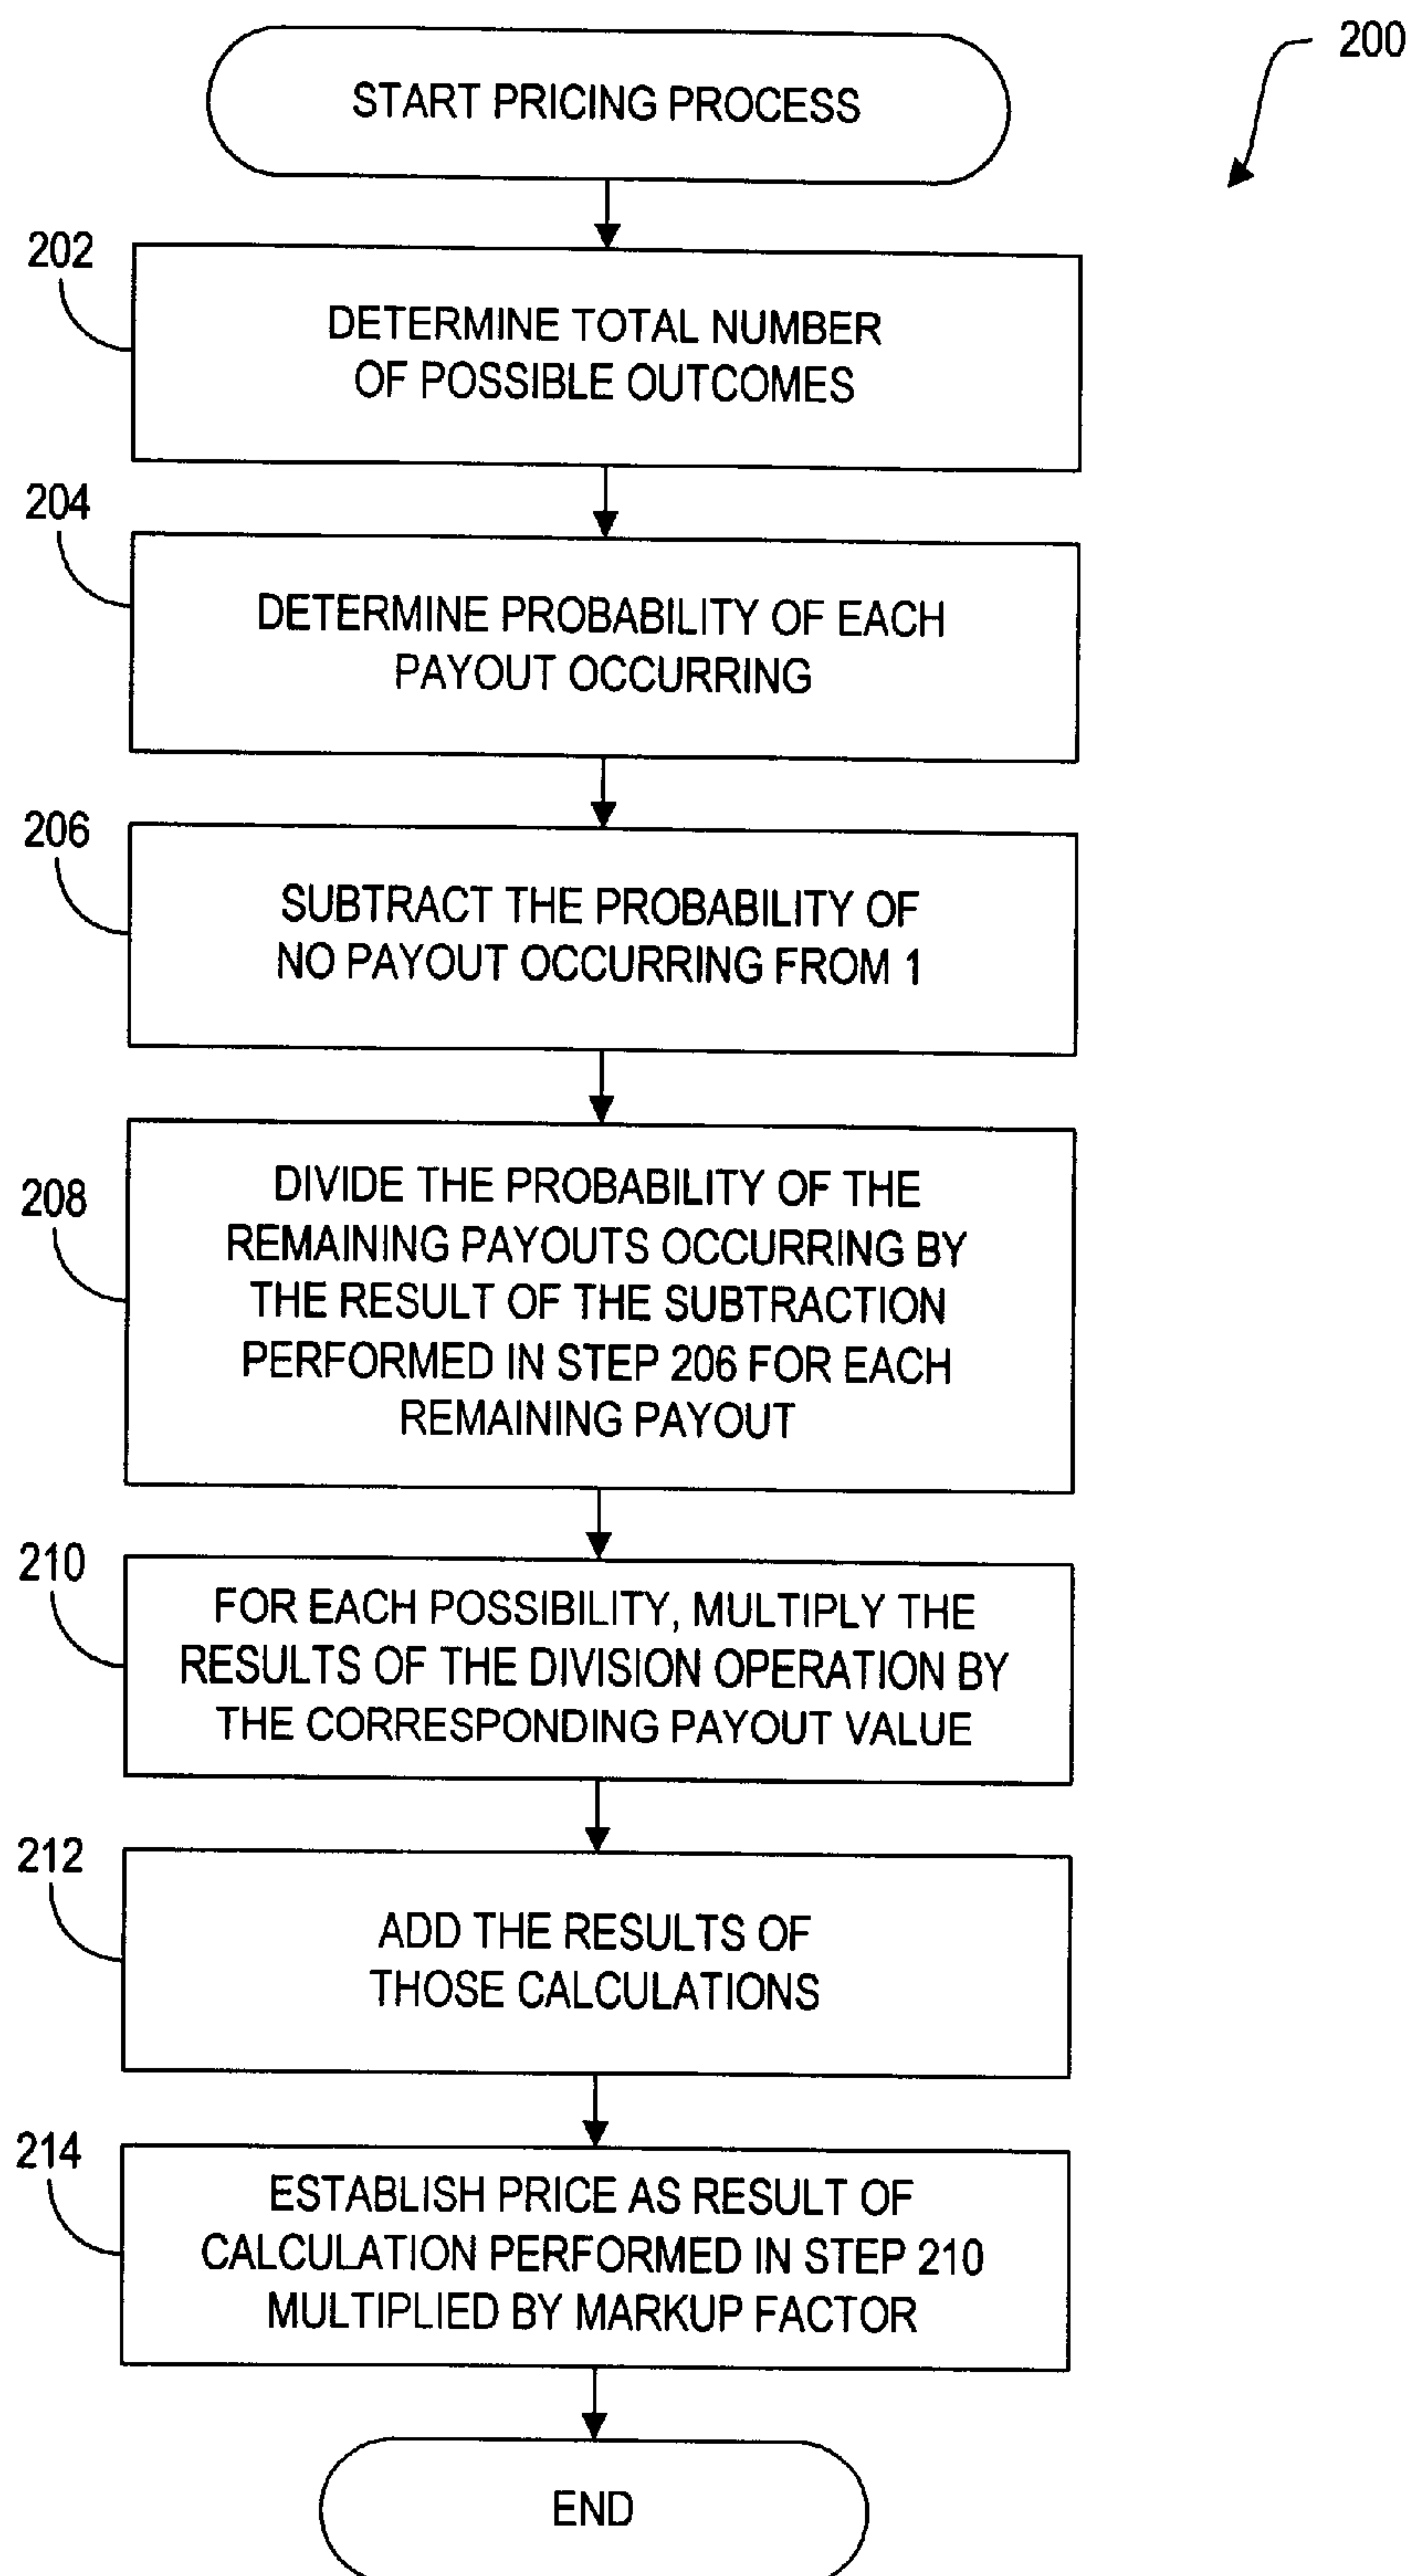 200
START PRICING PROCESS
202
DETERMINE TOTAL NUMBER
OF POSSIBLE OUTCOMES
204
DETERMINE PROBABILITY OF EACH
PAYOUT OCCURRING
206
SUBTRACT THE PROBABILITY OF
NO PAYOUT OCCURRING FROM 1
208
DIVIDE THE PROBABILITY OF THE
REMAINING PAYOUTS OCCURRING BY
THE RESULT OF THE SUBTRACTION
PERFORMED IN STEP 206 FOR EACH
REMAINING PAYOUT
210
FOR EACH POSSIBILITY, MULTIPLY THE
RESULTS OF THE DIVISION OPERATION BY
THE CORRESPONDING PAYOUT VALUE
212
ADD THE RESULTS OF
THOSE CALCULATIONS
214
ESTABLISH PRICE AS RESULT OF
CALCULATION PERFORMED IN STEP 210
MULTIPLIED BY MARKUP FACTOR
END